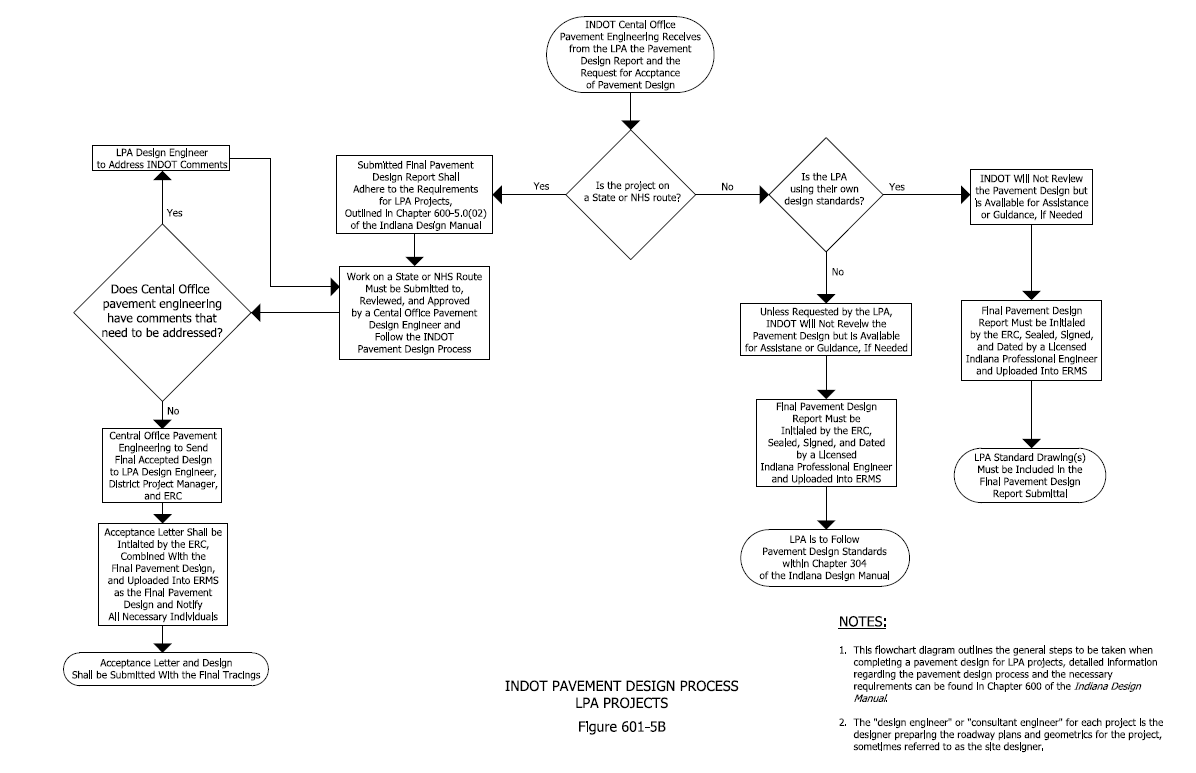 INDOT Cental Office
Pavement Engineering Receives
from the LPA the Pavement
Design Report and the
Request for Accptance
of Pavement Design
Is the project on
a State or NHS route?
Yes
No
Submitted Final Pavement
Design Report Shall
Adhere to the Requirements
for LPA Projects,
Outlined in Chapter 600-5.0(02)
of the Indiana Design Manual
Work on a State or NHS Route
Must be Submitted to,
Reviewed, and Approved
by a Cental Office Pavement
Design Engineer and
Follow the INDOT
Pavement Design Process
LPA Design Engineer
to Address INDOT Comments
Yes
Does Cental Office
pavement engineering
have comments that
need to be addressed?
No
Central Office Pavement
Engineering to Send
Final Accepted Design
to LPA Design Engineer,
District Project Manager,
and ERC
Acceptance Letter Shall be
Intialted by the ERC,
Combined With the
Final Pavement Design,
and Uploaded Into ERMS
as the Final Pavement
Design and Notify
All Necessary Individuals
Acceptance Letter and Design
Shall be Submitted With the Final Tracings
Is the LPA
using their own
design standards?
Yes
No
Unless Requested by the LPA,
INDOT Will Not Reveiw the
Pavement Design but is Available
for Assistane or Guidance, If Needed
Final Pavement Design
Report Must be
Initialed by the ERC,
Sealed, Signed, and Dated
by a Licensed
Indiana Professional Engineer
and Uploaded Into ERMS
LPA is to Follow
Pavement Design Standards
within Chapter 304
of the Indiana Design Manual
INDOT Will Not Review
the Pavement Design but
is Available for Assistance
or Guidance, if Needed
Final Pavement Design
Report Must be Initialed
by the ERC, Sealed, Signed,
and Dated by a Licensed
Indiana Professional Engineer
and Uploaded Into ERMS
LPA Standard Drawing(s)
Must be Included in the
Final Pavement Design
Report Submittal
INDOT PAVEMENT DESIGN PROCESS
LPA PROJECTS
Figure 601-5B
NOTES:
1. This flowchart diagram outlines the general steps to be taken when
completing a pavement design for LPA projects, detailed information
regarding the pavement design process and the necessary
requirements can be found in Chapter 600 of the Indiana Design
Manual.
2. The "design engineer" or "consultant engineer" for each project is the
designer preparing the roadway plans and geometrics for the project,
sometimes referred to as the site designer.